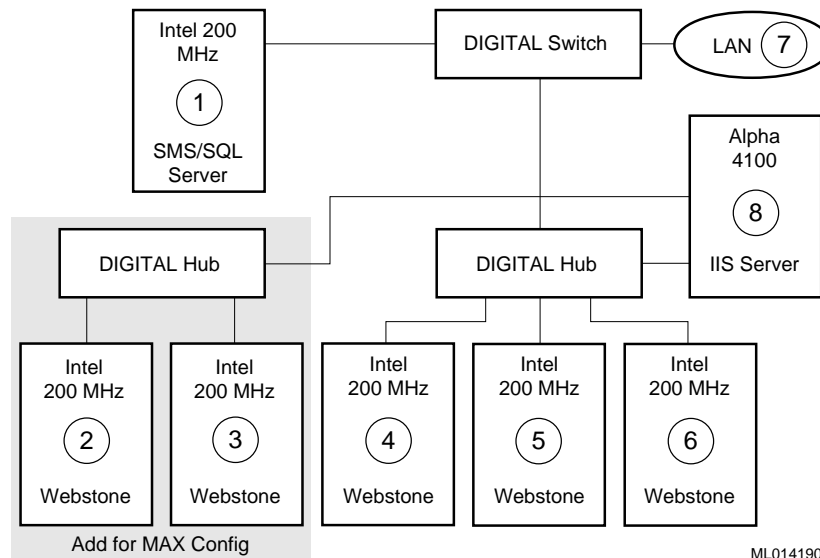 Intel 200
MHz
1
SMS/SQL
Server
DIGITAL Switch
LAN 7
Alpha
4100
8
IIS Server
DIGITAL Hub
DIGITAL Hub
Intel
200 MHz
2
Webstone
Intel
200 MHz
3
Webstone
Intel
200 MHz
4
Webstone
Intel
200 MHz
5
Webstone
Intel
200 MHz
6
Webstone
Add for MAX Config
ML014190